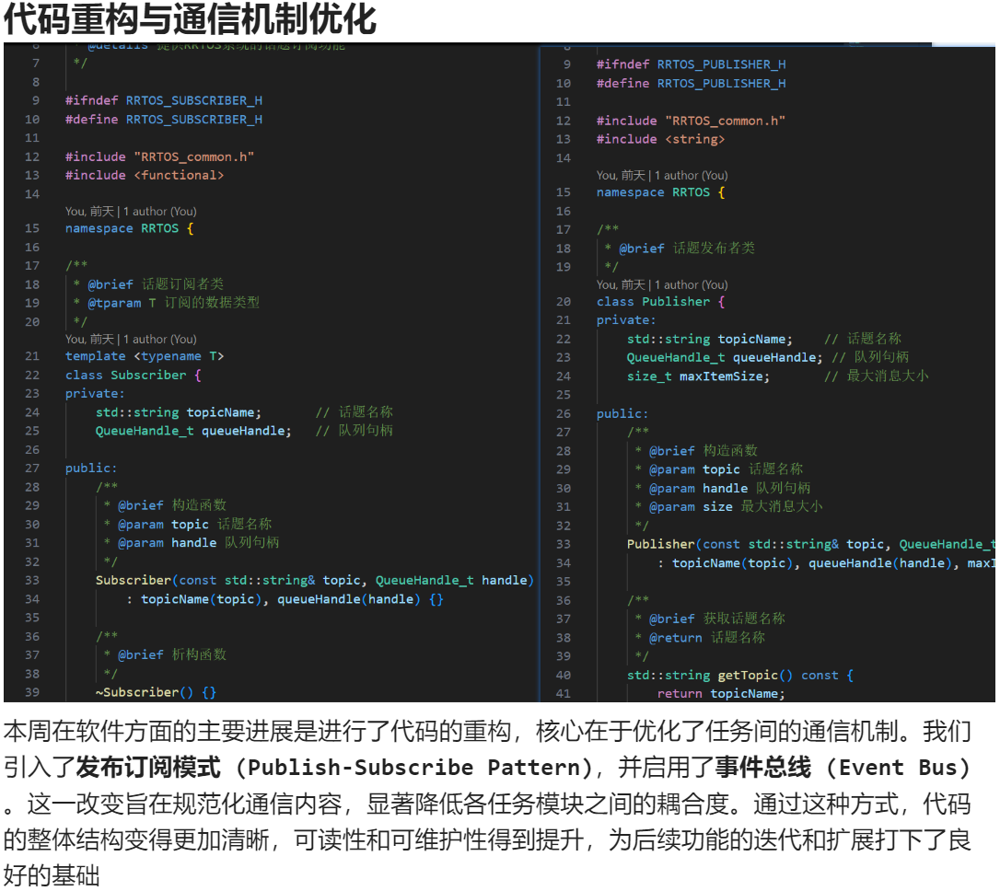 代码重构与通信机制优化
6 * @details 提供RRTOS系统的话题订阅功能
7 */
8
9 #ifndef RRTOS_SUBSCRIBER_H
10 #define RRTOS_SUBSCRIBER_H
11
12 #include "RRTOS_common.h"
13 #include <functional>
14
You, 前天 | 1 author (You)
15 namespace RRTOS {
16
17 /**
18 * @brief 话题订阅者类
19 * @tparam T 订阅的数据类型
20 */
You, 前天 | 1 author (You)
21 template <typename T>
22 class Subscriber {
23 private:
24 std::string topicName; // 话题名称
25 QueueHandle_t queueHandle; // 队列句柄
26
27 public:
28 /**
29 * @brief 构造函数
30 * @param topic 话题名称
31 * @param handle 队列句柄
32 */
33 Subscriber(const std::string& topic, QueueHandle_t handle)
34 : topicName(topic), queueHandle(handle) {}
35
36 /**
37 * @brief 析构函数
38 */
39 ~Subscriber() {}
9 #ifndef RRTOS_PUBLISHER_H
10 #define RRTOS_PUBLISHER_H
11
12 #include "RRTOS_common.h"
13 #include <string>
14
You, 前天 | 1 author (You)
15 namespace RRTOS {
16
17 /**
18 * @brief 话题发布者类
19 */
You, 前天 | 1 author (You)
20 class Publisher {
21 private:
22 std::string topicName; // 话题名称
23 QueueHandle_t queueHandle; // 队列句柄
24 size_t maxItemSize; // 最大消息大小
25
26 public:
27 /**
28 * @brief 构造函数
29 * @param topic 话题名称
30 * @param handle 队列句柄
31 * @param size 最大消息大小
32 */
33 Publisher(const std::string& topic, QueueHandle_t
34 : topicName(topic), queueHandle(handle), maxI
35
36 /**
37 * @brief 获取话题名称
38 * @return 话题名称
39 */
40 std::string getTopic() const {
41 return topicName;
本周在软件方面的主要进展是进行了代码的重构，核心在于优化了任务间的通信机制。我们
引入了发布订阅模式 (Publish-Subscribe Pattern)，并启用了事件总线 (Event Bus)
。这一改变旨在规范化通信内容，显著降低各任务模块之间的耦合度。通过这种方式，代码
的整体结构变得更加清晰，可读性和可维护性得到提升，为后续功能的迭代和扩展打下了良
好的基础